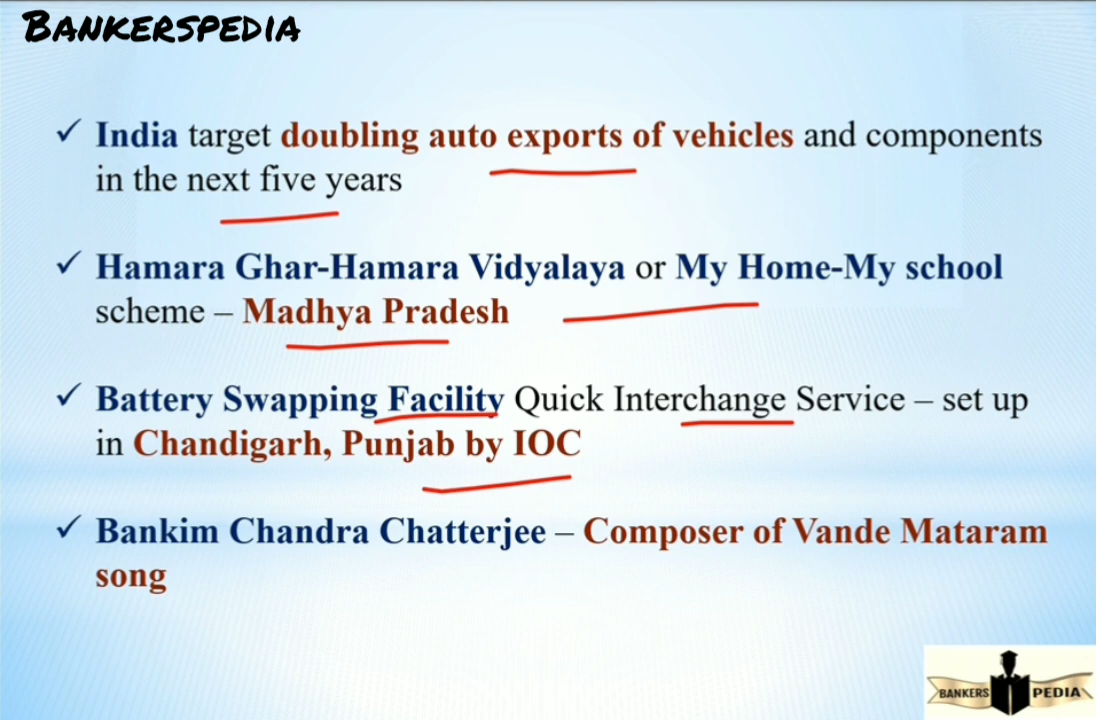 BANKERSPEDIA
✓ India target doubling auto exports of vehicles and components
in the next five years
✓ Hamara Ghar-Hamara Vidyalaya or My Home-My school
scheme – Madhya Pradesh
✓ Battery Swapping Facility Quick Interchange Service – set up
in Chandigarh, Punjab by IOC
✓ Bankim Chandra Chatterjee – Composer of Vande Mataram
song
BANKERS PEDIA